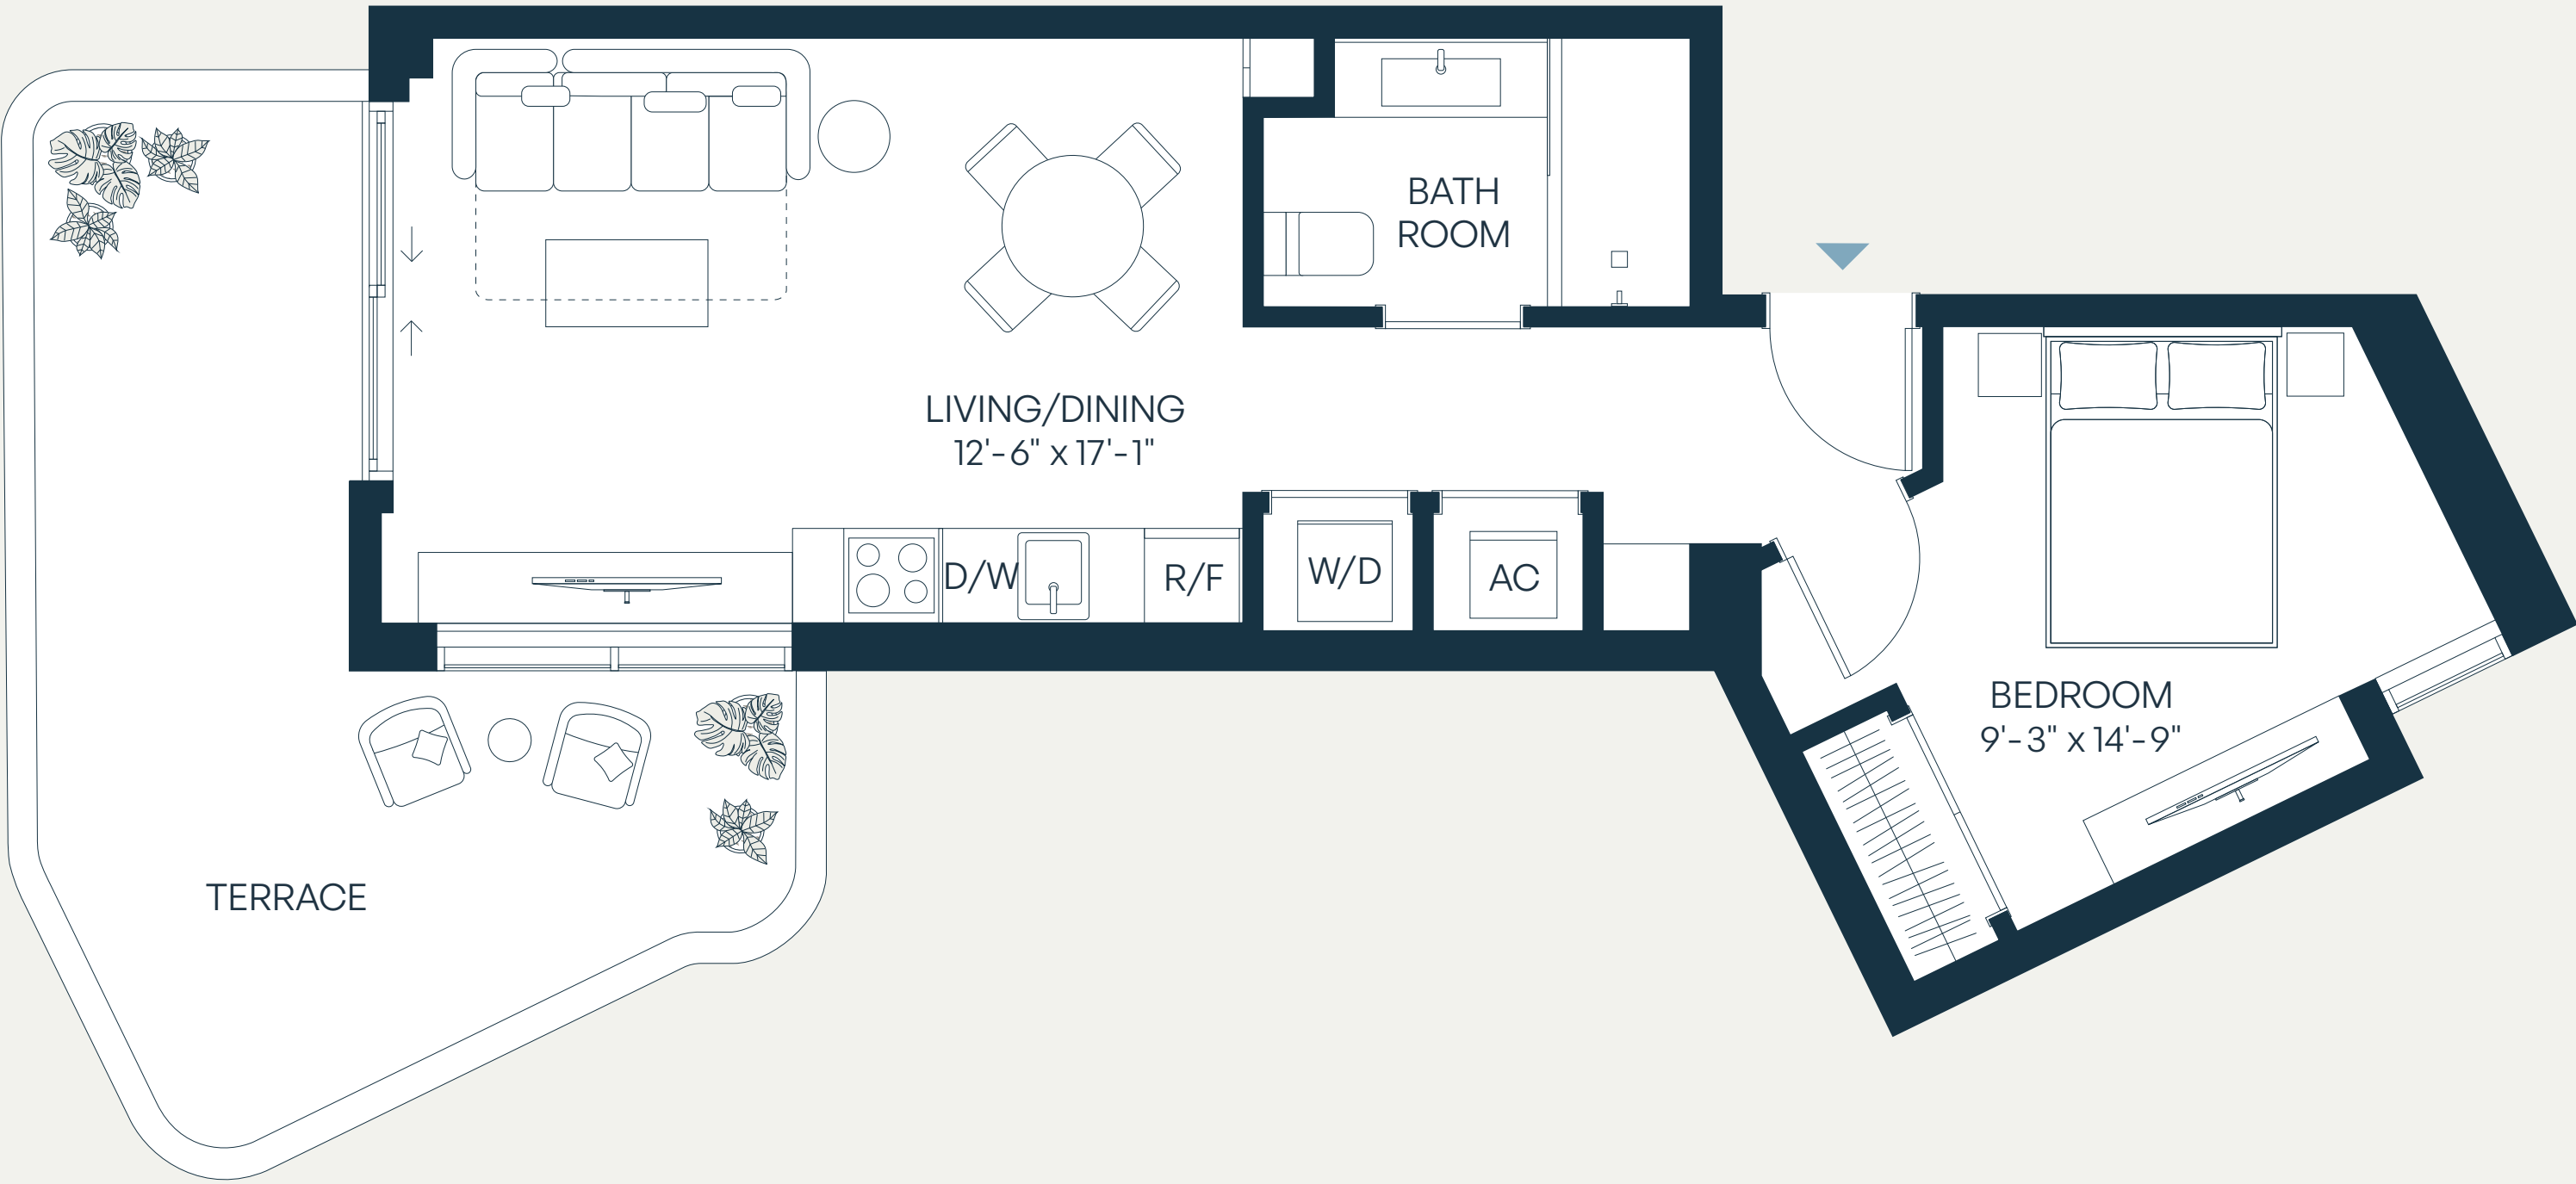 BATH
ROOM
LIVING/DINING
12'-6" x 17'-1"
D/W
R/F
W/D
AC
BEDROOM
9'-3" x 14'-9"
TERRACE